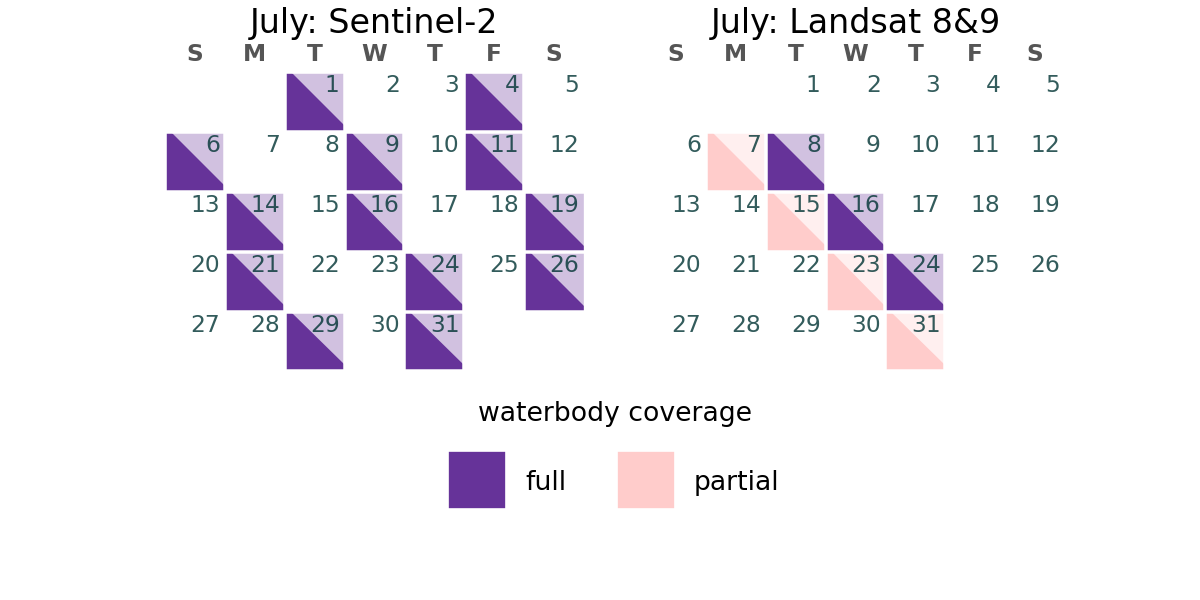 July: Sentinel-2
S M T W T F S
1 2 3 4 5
6 7 8 9 10 11 12
13 14 15 16 17 18 19
20 21 22 23 24 25 26
27 28 29 30 31
July: Landsat 8&9
S M T W T F S
1 2 3 4 5
6 7 8 9 10 11 12
13 14 15 16 17 18 19
20 21 22 23 24 25 26
27 28 29 30 31
waterbody coverage
full partial